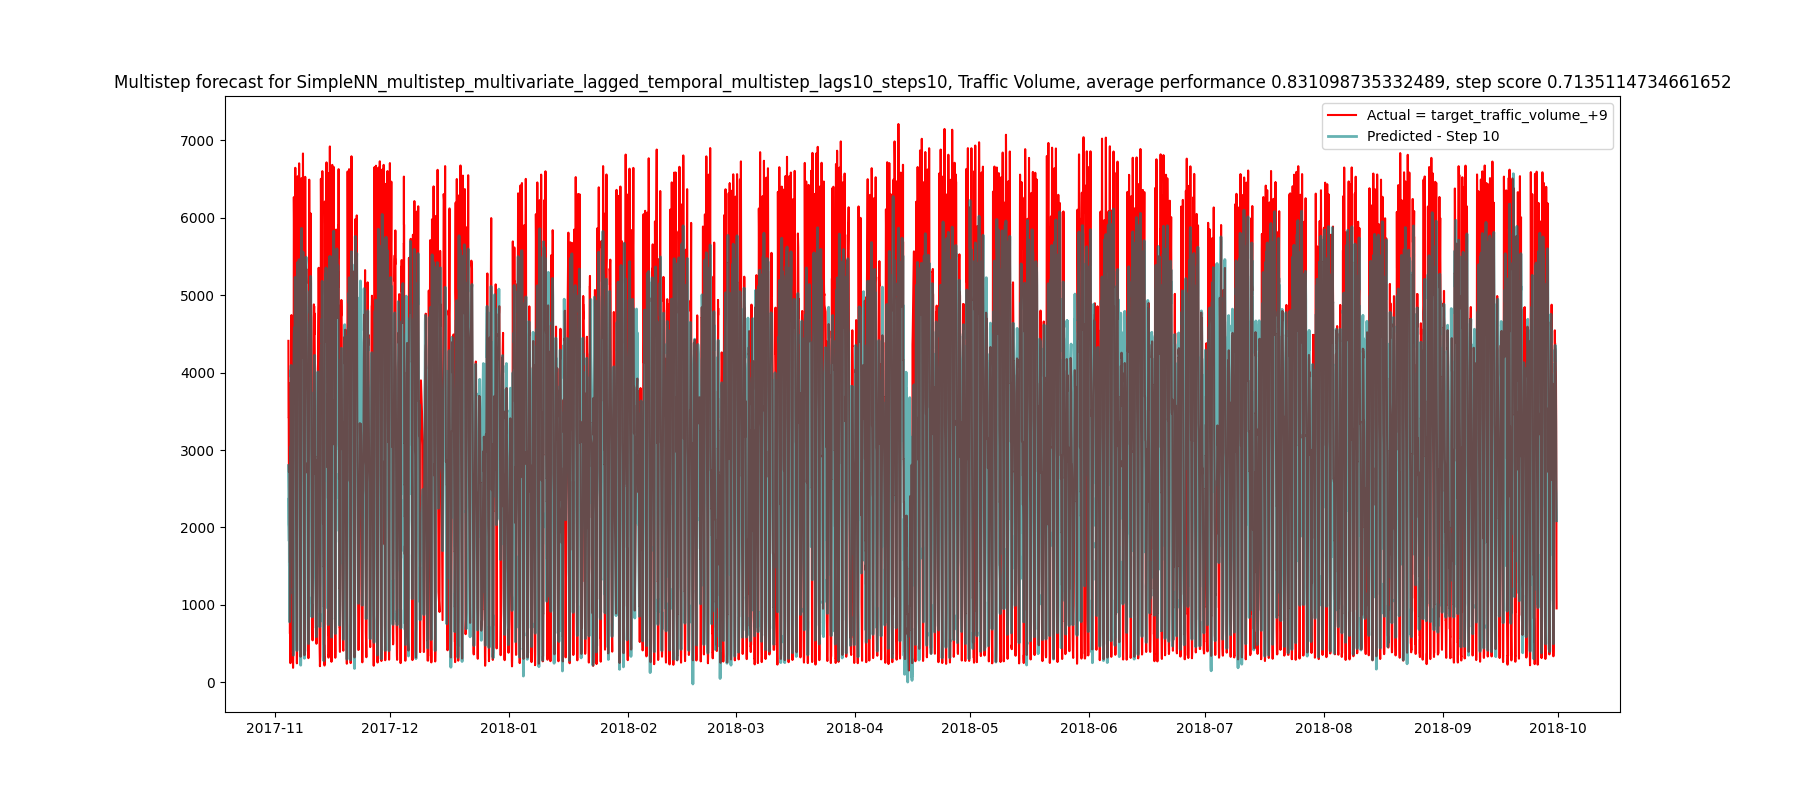 Multistep forecast for SimpleNN_multistep_multivariate_lagged_temporal_multistep_lags10_steps10, Traffic Volume, average performance 0.831098735332489, step score 0.7135114734661652
Actual = target_traffic_volume_+9
Predicted - Step 10
7000
6000
5000
4000
3000
2000
1000
0
2017-11 2017-12 2018-01 2018-02 2018-03 2018-04 2018-05 2018-06 2018-07 2018-08 2018-09 2018-10